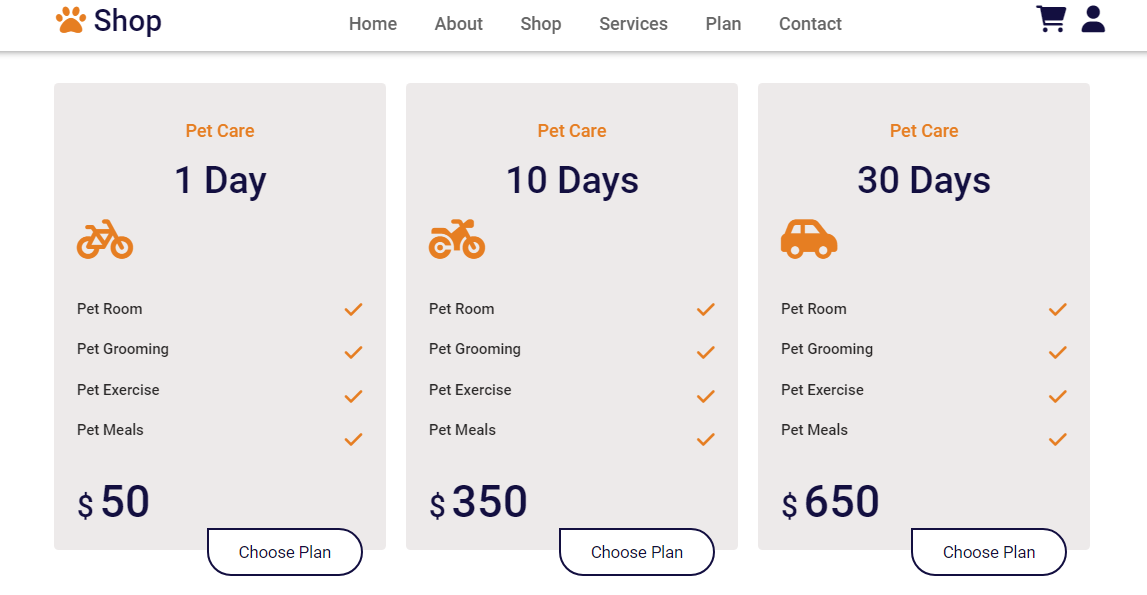 Shop
Home About Shop Services Plan Contact
Pet Care
1 Day
Pet Room
Pet Grooming
Pet Exercise
Pet Meals
$ 50
Choose Plan
Pet Care
10 Days
Pet Room
Pet Grooming
Pet Exercise
Pet Meals
$ 350
Choose Plan
Pet Care
30 Days
Pet Room
Pet Grooming
Pet Exercise
Pet Meals
$ 650
Choose Plan